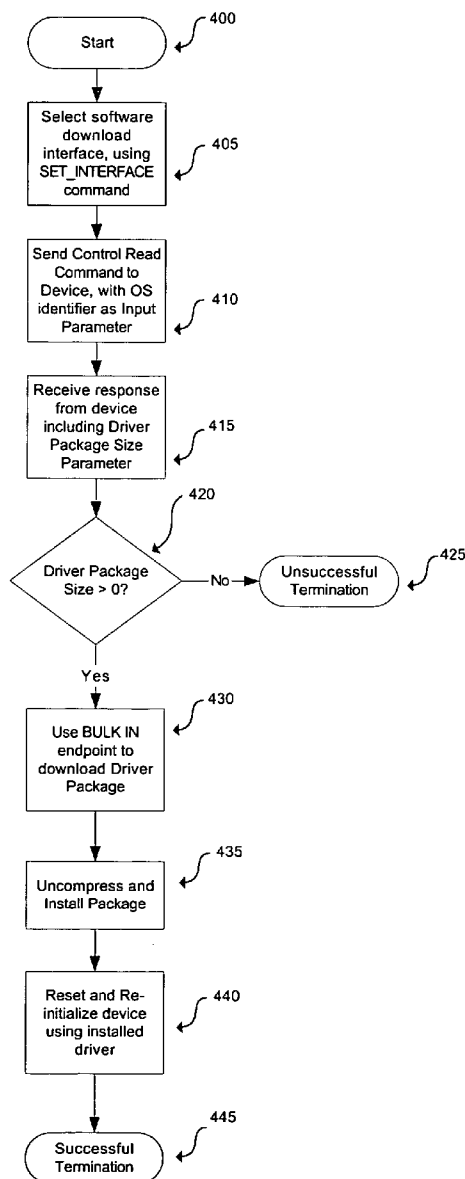 Start
400
Select software
download
interface, using
SET_INTERFACE
command
405
Send Control Read
Command to
Device, with OS
identifier as Input
Parameter
410
Receive response
from device
including Driver
Package Size
Parameter
415
420
Driver Package
Size > 0?
No
Unsuccessful
Termination
425
Yes
430
Use BULK IN
endpoint to
download Driver
Package
435
Uncompress and
Install Package
Reset and Re-
initialize device
using installed
driver
440
445
Successful
Termination